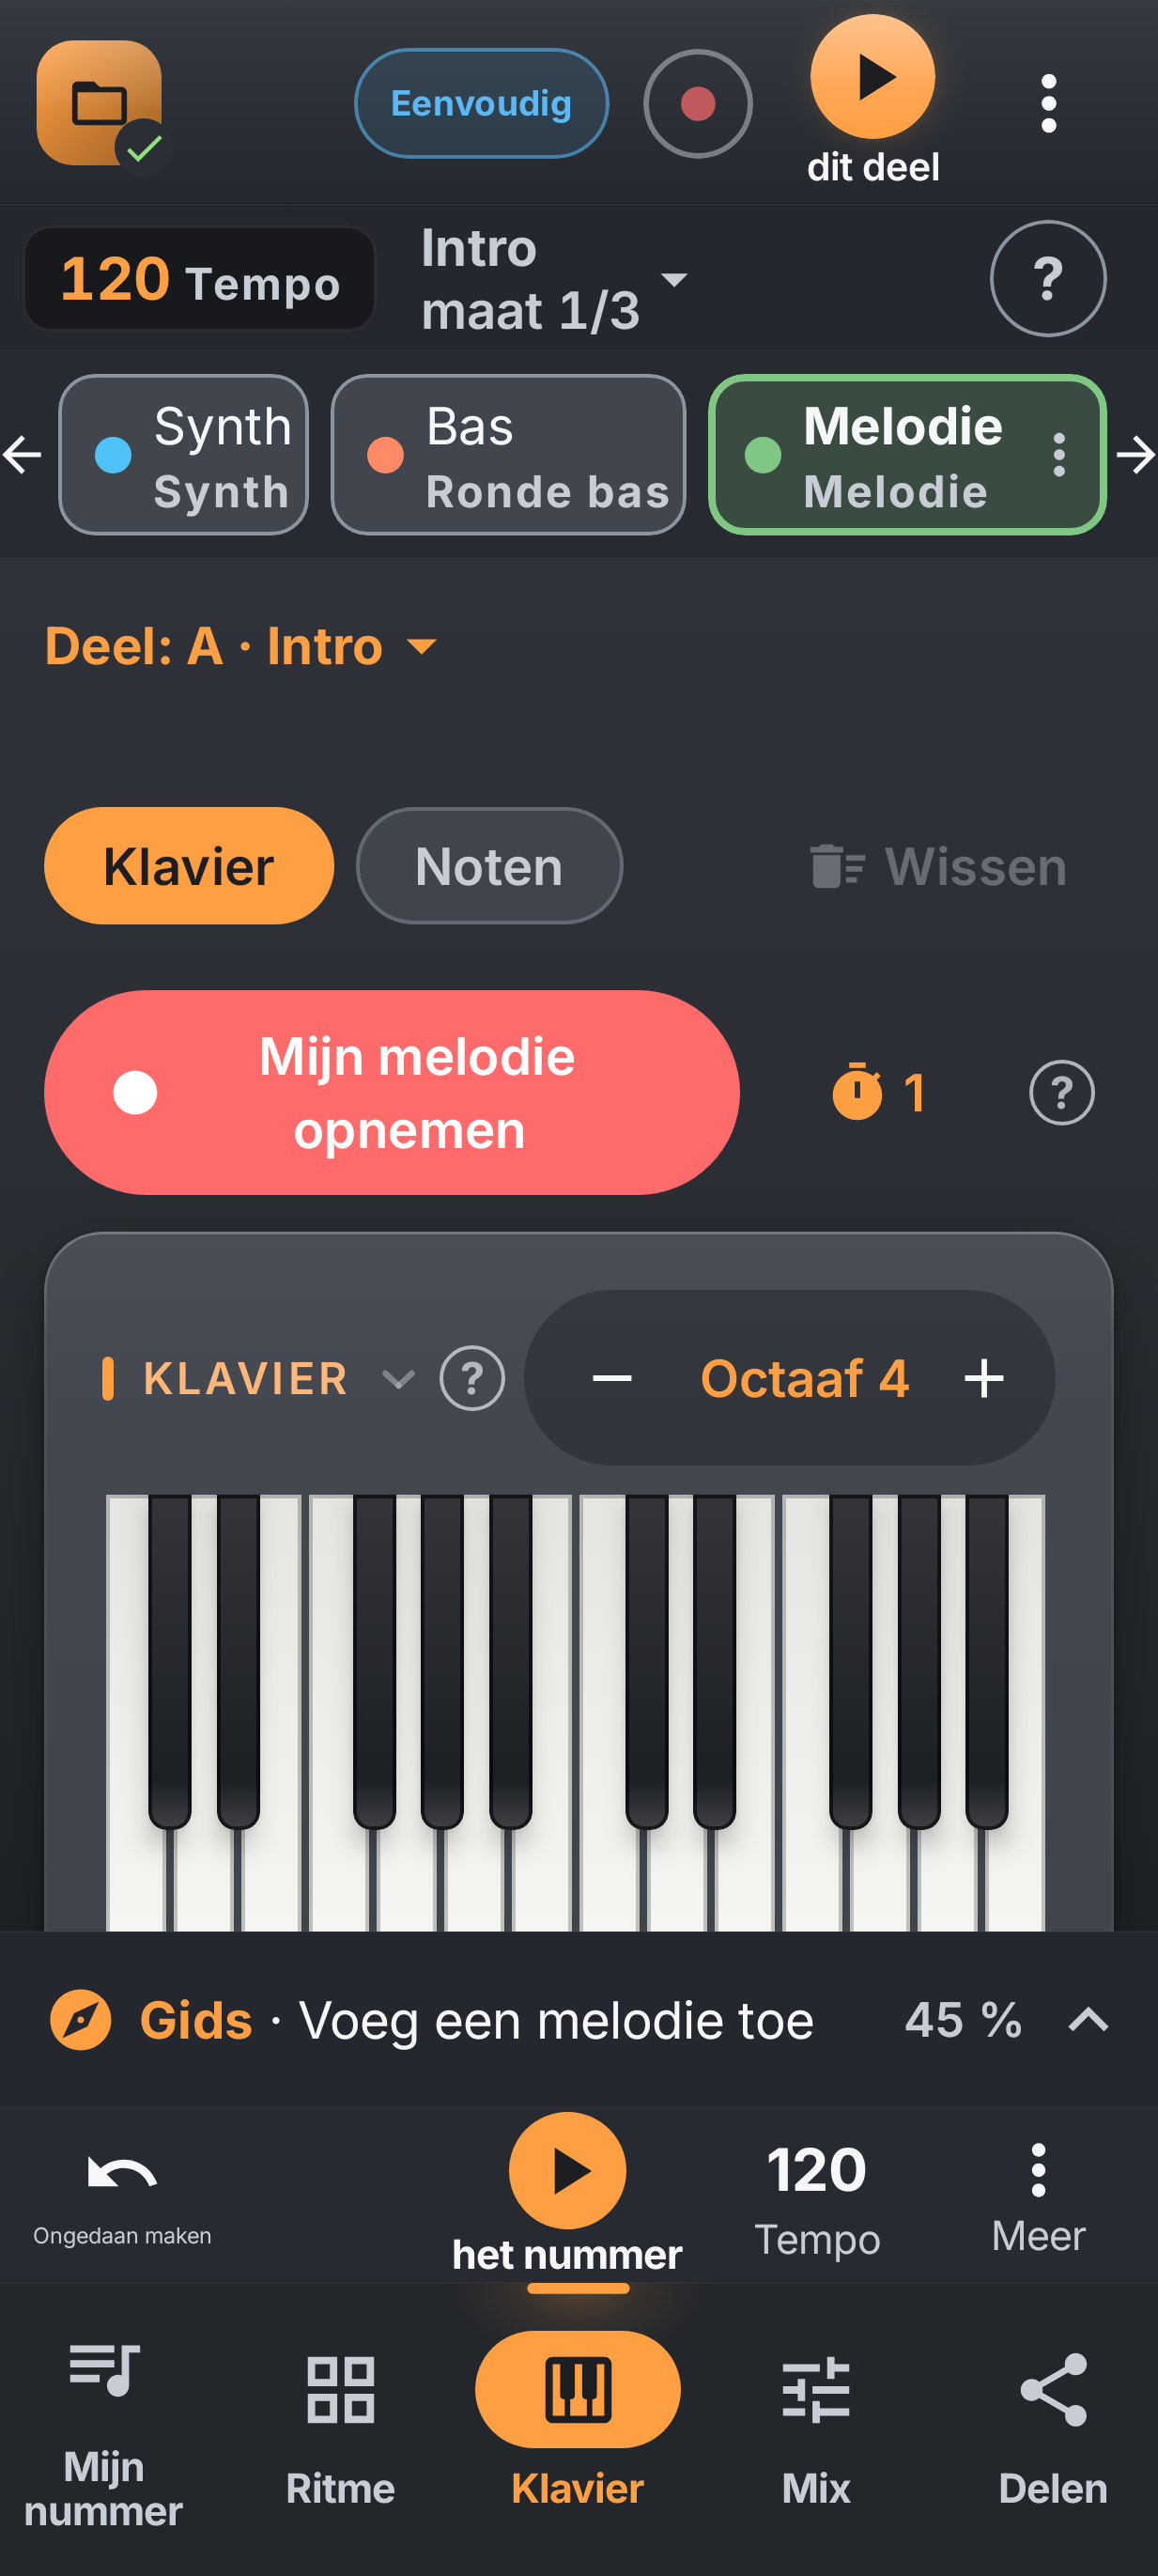 Eenvoudig
dit deel
120 Tempo
Intro
maat 1/3
?
Synth
Synth
Bas
Ronde bas
Melodie
Melodie
Deel: A · Intro
Klavier
Noten
Wissen
Mijn melodie
opnemen
1
?
KLAVIER
?
Octaaf 4
Gids · Voeg een melodie toe
45 %
Ongedaan maken
het nummer
120
Tempo
Meer
Mijn
nummer
Ritme
Klavier
Mix
Delen